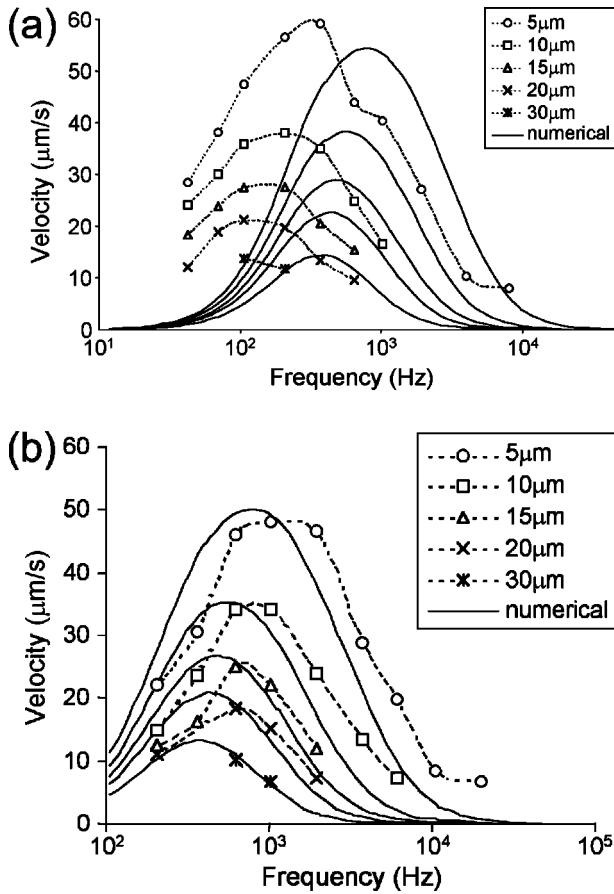 (a)
60
50
40
30
20
10
0
Velocity (μm/s)
10¹
10²
10³
10⁴
Frequency (Hz)
5μm
10μm
15μm
20μm
30μm
numerical
(b)
60
50
40
30
20
10
0
Velocity (μm/s)
10²
10³
10⁴
10⁵
Frequency (Hz)
5μm
10μm
15μm
20μm
30μm
numerical